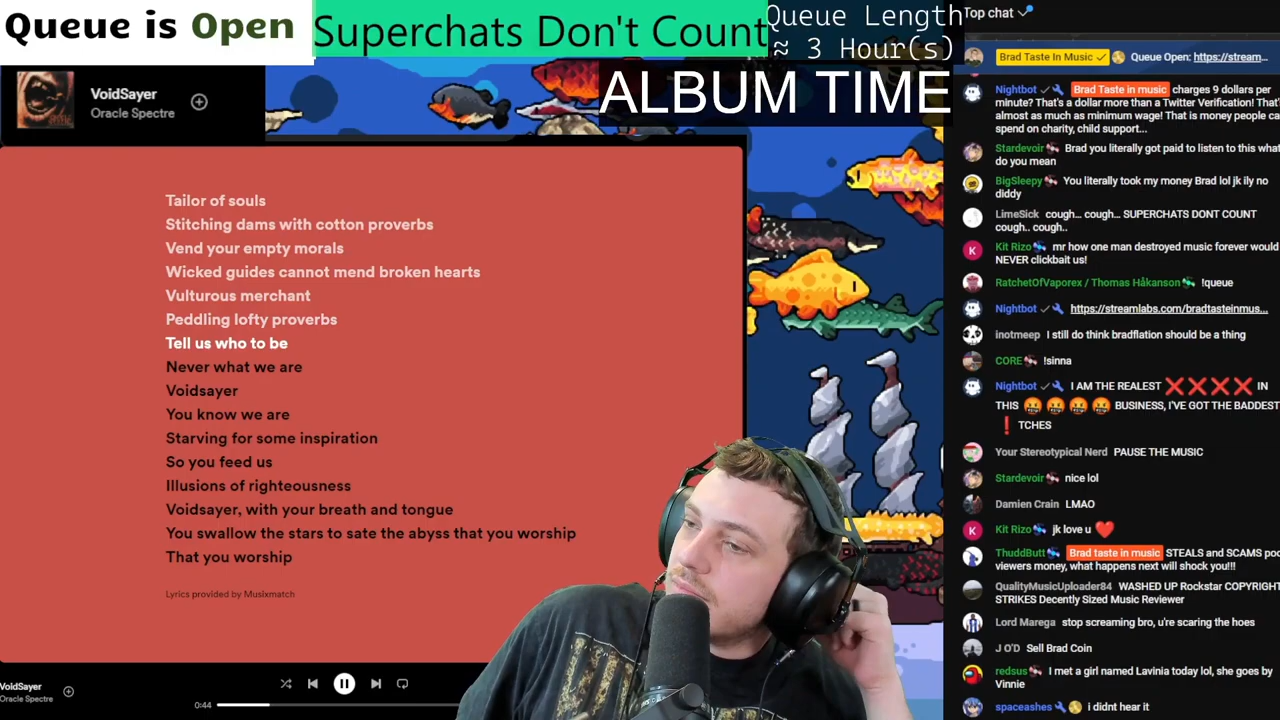 Queue is Open
Superchats Don't Count
Queue Length
≈ 3 Hour(s)
ALBUM TIME
VoidSayer
Oracle Spectre
Tailor of souls
Stitching dams with cotton proverbs
Vend your empty morals
Wicked guides cannot mend broken hearts
Vulturous merchant
Peddling lofty proverbs
Tell us who to be
Never what we are
Voidsayer
You know we are
Starving for some inspiration
So you feed us
Illusions of righteousness
Voidsayer, with your breath and tongue
You swallow the stars to sate the abyss that you worship
That you worship
Lyrics provided by Musixmatch
VoidSayer
Oracle Spectre
0:44
Top chat
Brad Taste In Music Queue Open: https://stream...
Nightbot Brad Taste in music charges 9 dollars per
minute? That's a dollar more than a Twitter Verification! That's
almost as much as minimum wage! That is money people ca
spend on charity, child support...
Stardevoir Brad you literally got paid to listen to this what
do you mean
BigSleepy You literally took my money Brad lol jk ily no
diddy
LimeSick cough... cough... SUPERCHATS DONT COUNT
cough.. cough..
K Kit Rizo mr how one man destroyed music forever would
NEVER clickbait us!
RatchetOfVaporex / Thomas Håkanson !queue
Nightbot https://streamlabs.com/bradtasteinmus...
inotmeep I still do think bradflation should be a thing
CORE !sinna
Nightbot I AM THE REALEST ❌❌❌❌ IN
THIS 🤬🤬🤬🤬 BUSINESS, I'VE GOT THE BADDEST
❗ TCHES
Your Stereotypical Nerd PAUSE THE MUSIC
Stardevoir nice lol
Damien Crain LMAO
K Kit Rizo jk love u ❤️
ThuddButt Brad taste in music STEALS and SCAMS poo
viewers money, what happens next will shock you!!!
QualityMusicUploader84 WASHED UP Rockstar COPYRIGH
STRIKES Decently Sized Music Reviewer
Lord Marega stop screaming bro, u're scaring the hoes
J O'D Sell Brad Coin
redsus I met a girl named Lavinia today lol, she goes by
Vinnie
spaceashes i didnt hear it